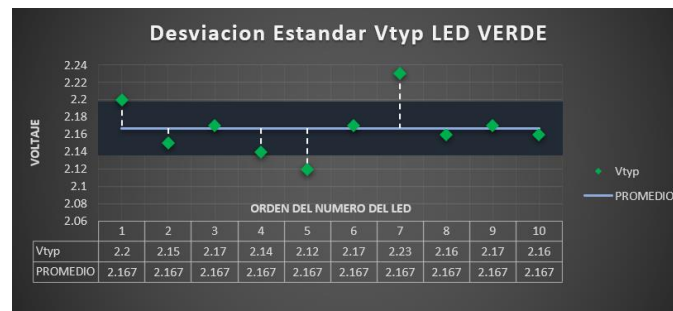 Desviacion Estandar Vtyp LED VERDE
2.24
2.22
2.2
2.18
2.16
2.14
2.12
2.1
2.08
2.06
VOLTAJE
ORDEN DEL NUMERO DEL LED
1 2 3 4 5 6 7 8 9 10
Vtyp 2.2 2.15 2.17 2.14 2.12 2.17 2.23 2.16 2.17 2.16
PROMEDIO 2.167 2.167 2.167 2.167 2.167 2.167 2.167 2.167 2.167 2.167
Vtyp
PROMEDIO